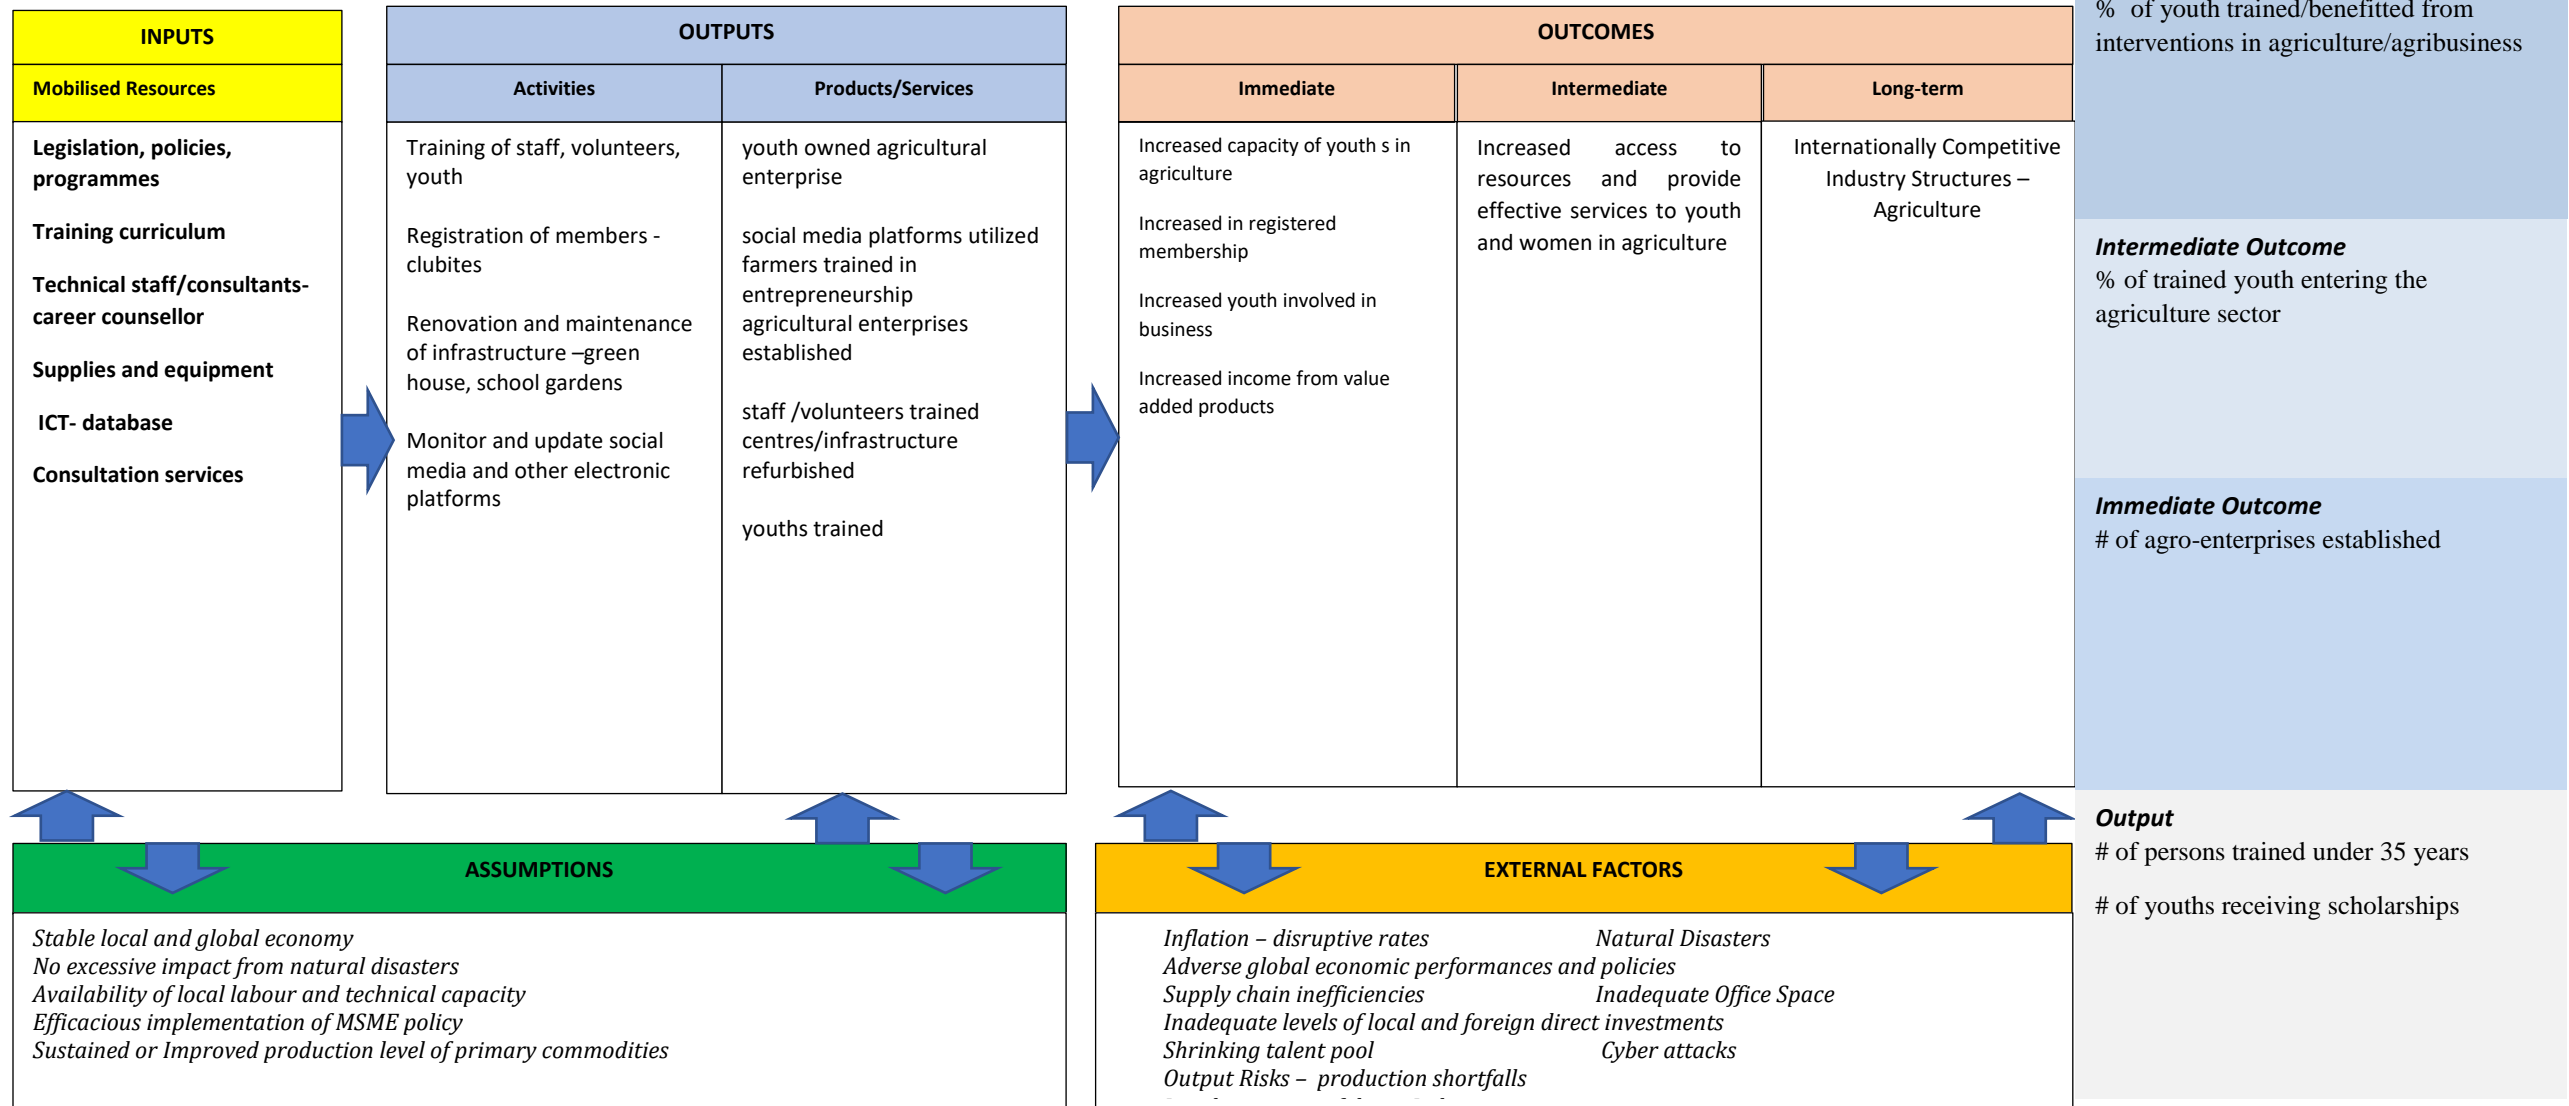 INPUTS
Mobilised Resources
Legislation, policies,
programmes
Training curriculum
Technical staff/consultants-
career counsellor
Supplies and equipment
ICT- database
Consultation services
OUTPUTS
Activities
Training of staff, volunteers,
youth
Registration of members -
clubites
Renovation and maintenance
of infrastructure –green
house, school gardens
Monitor and update social
media and other electronic
platforms
Products/Services
youth owned agricultural
enterprise
social media platforms utilized
farmers trained in
entrepreneurship
agricultural enterprises
established
staff /volunteers trained
centres/infrastructure
refurbished
youths trained
OUTCOMES
Immediate
Increased capacity of youth s in
agriculture
Increased in registered
membership
Increased youth involved in
business
Increased income from value
added products
Intermediate
Increased access to
resources and provide
effective services to youth
and women in agriculture
Long-term
Internationally Competitive
Industry Structures –
Agriculture
% of youth trained/benefitted from
interventions in agriculture/agribusiness
Intermediate Outcome
% of trained youth entering the
agriculture sector
Immediate Outcome
# of agro-enterprises established
Output
# of persons trained under 35 years
# of youths receiving scholarships
ASSUMPTIONS
Stable local and global economy
No excessive impact from natural disasters
Availability of local labour and technical capacity
Efficacious implementation of MSME policy
Sustained or Improved production level of primary commodities
EXTERNAL FACTORS
Inflation – disruptive rates Natural Disasters
Adverse global economic performances and policies
Supply chain inefficiencies Inadequate Office Space
Inadequate levels of local and foreign direct investments
Shrinking talent pool Cyber attacks
Output Risks – production shortfalls